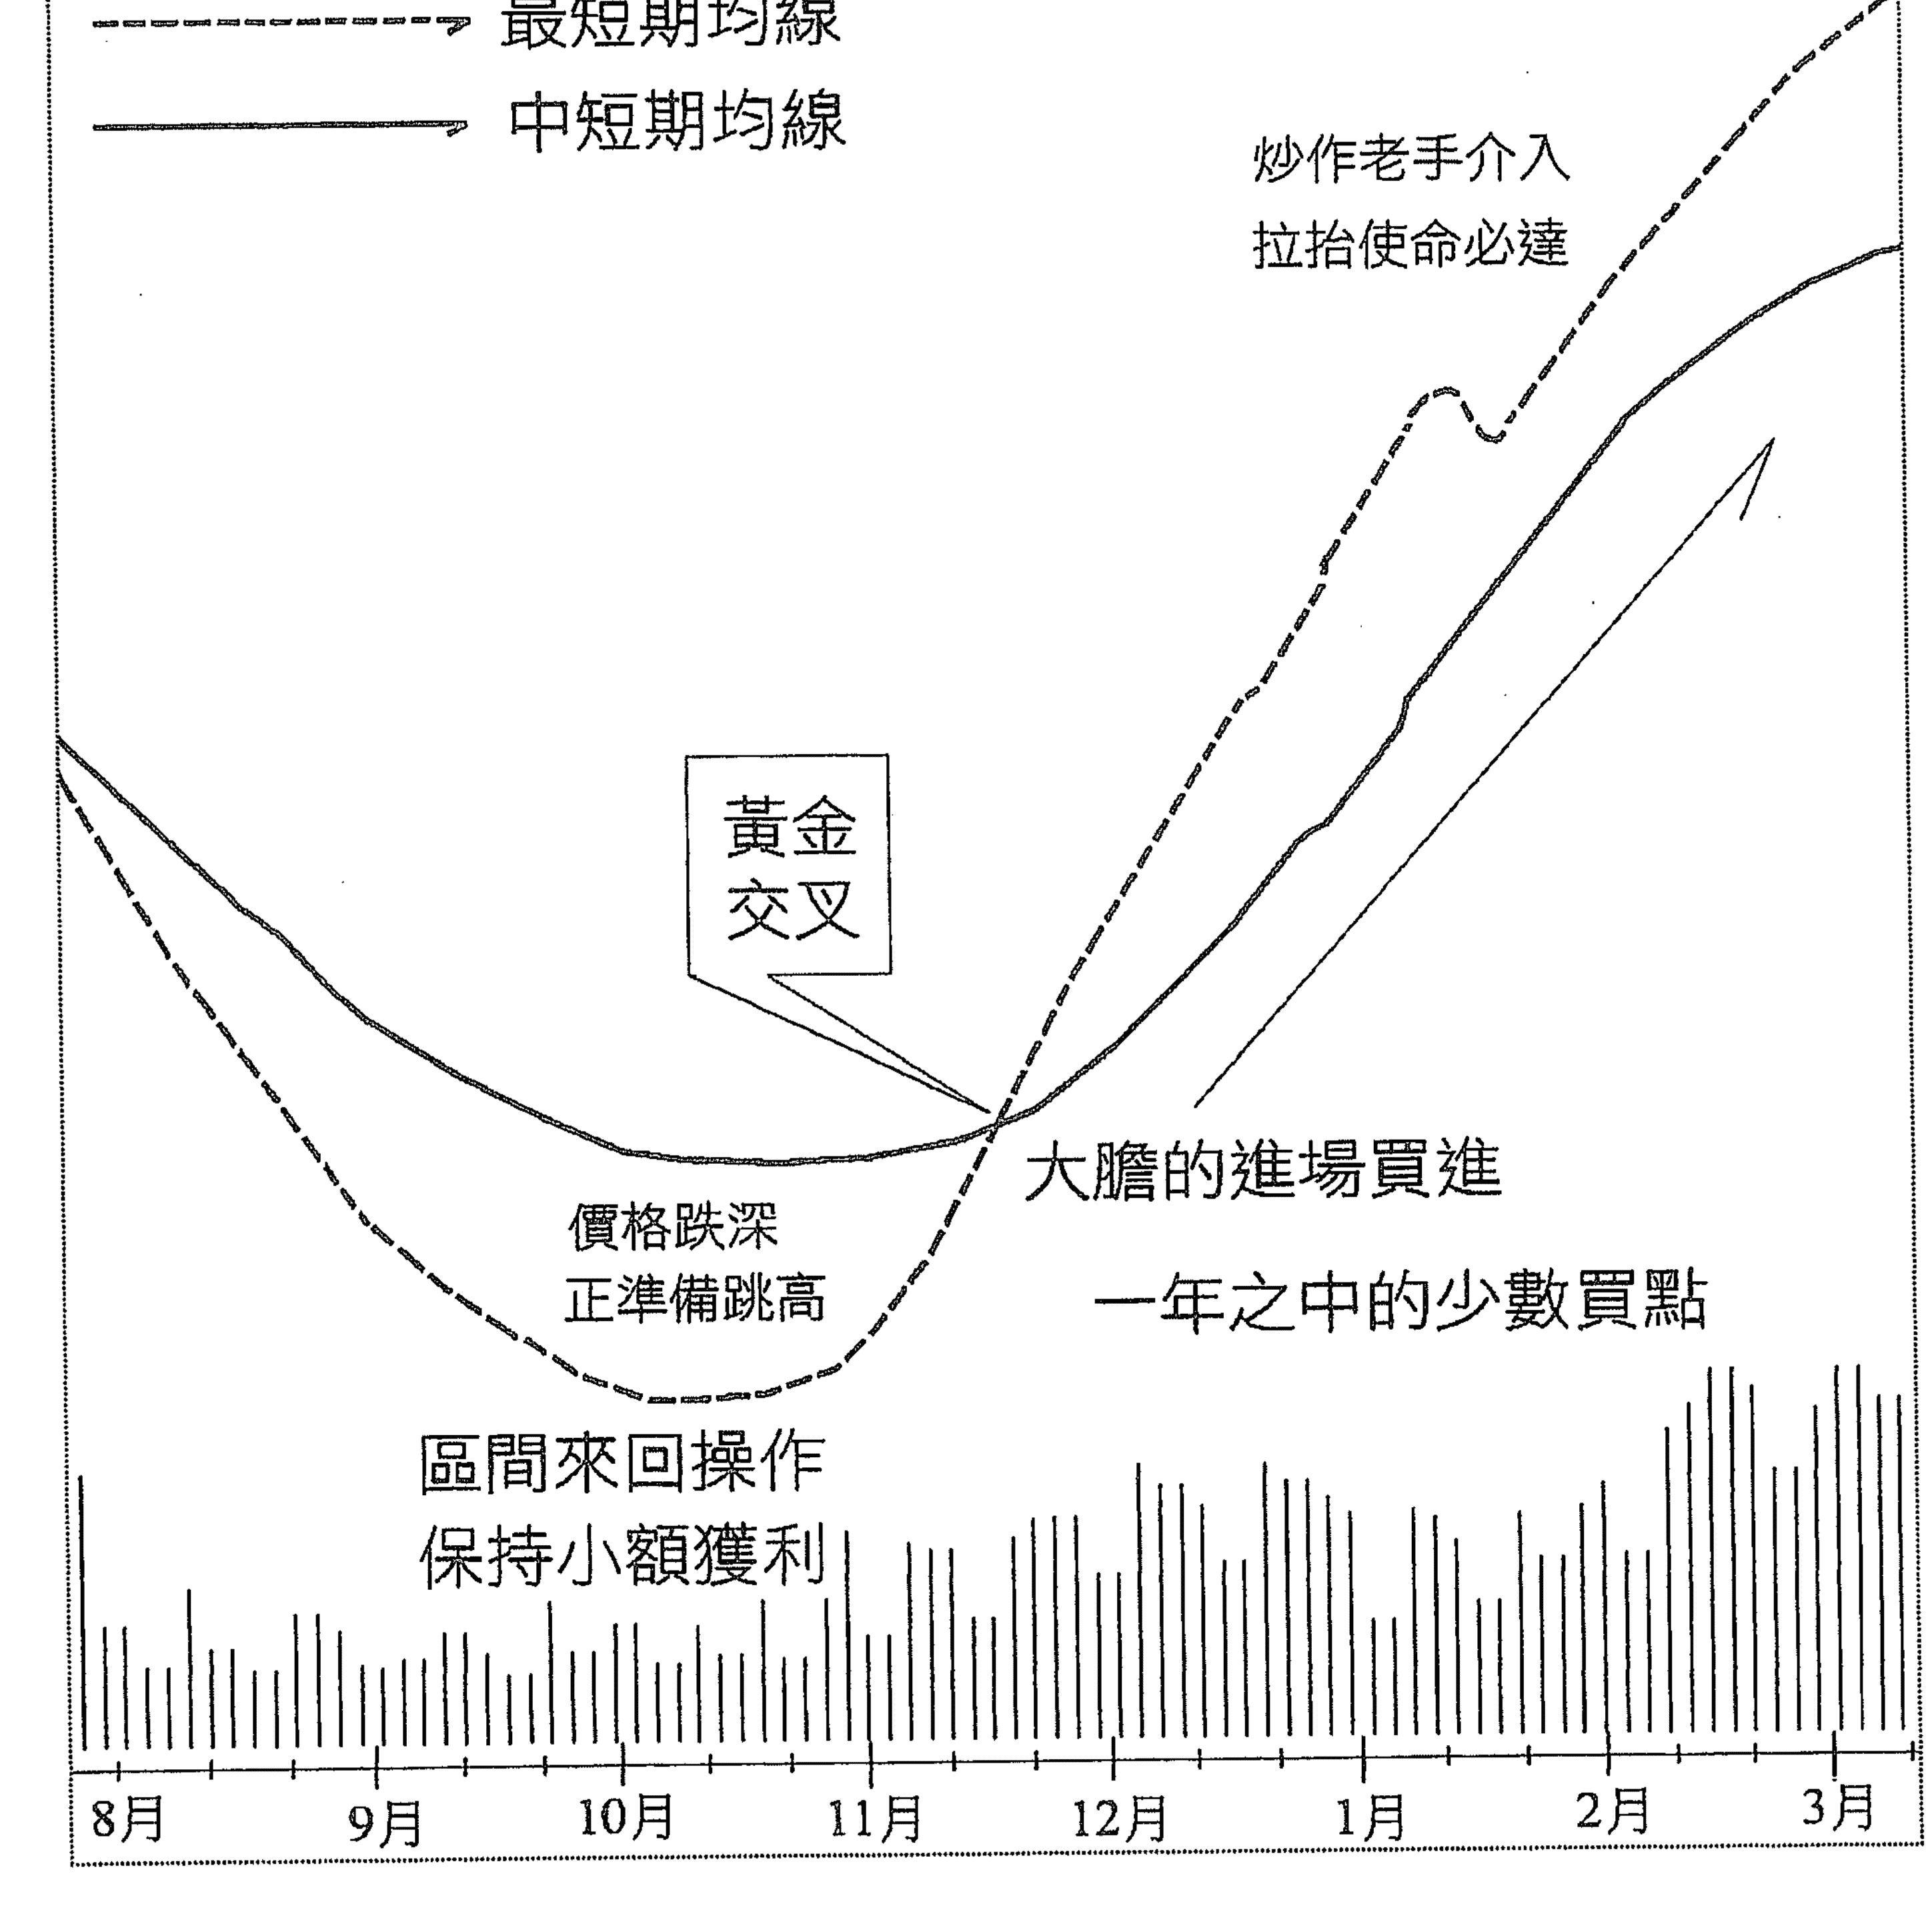 最短期均線
中短期均線
炒作老手介入
拉抬使命必達
黃金
交叉
大膽的進場買進
價格跌深
正準備跳高
一年之中的少數買點
區間來回操作
保持小額獲利
8月 9月 10月 11月 12月 1月 2月 3月